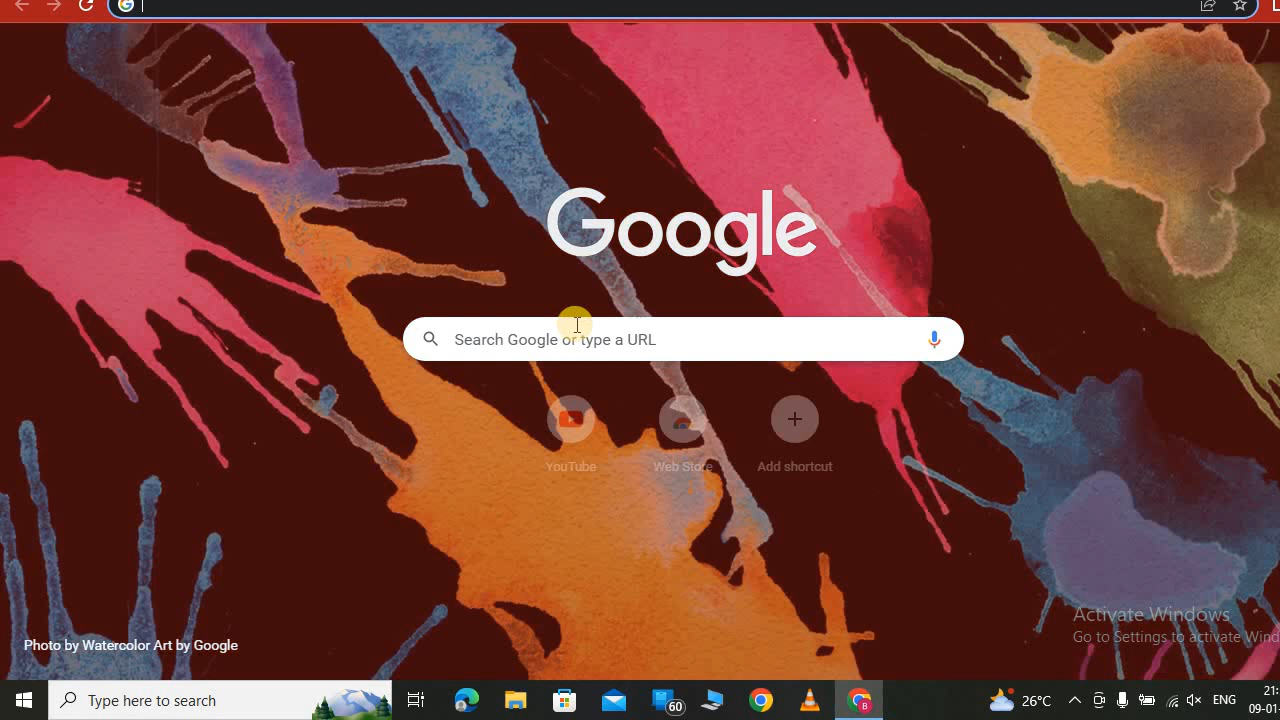 Google
Search Google or type a URL
YouTube
Web Store
Add shortcut
Activate Windows
Go to Settings to activate Wind
Photo by Watercolor Art by Google
Type here to search
60
B
26°C
ENG
21:
09-01-